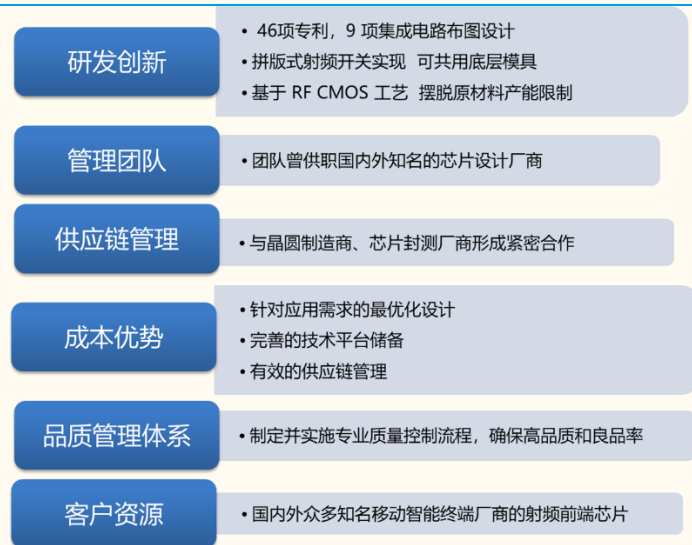 研发创新
• 46项专利，9 项集成电路布图设计
• 拼版式射频开关实现 可共用底层模具
• 基于 RF CMOS 工艺 摆脱原材料产能限制
管理团队
• 团队曾供职国内外知名的芯片设计厂商
供应链管理
• 与晶圆制造商、芯片封测厂商形成紧密合作
成本优势
• 针对应用需求的最优化设计
• 完善的技术平台储备
• 有效的供应链管理
品质管理体系
• 制定并实施专业质量控制流程，确保高品质和良品率
客户资源
• 国内外众多知名移动智能终端厂商的射频前端芯片